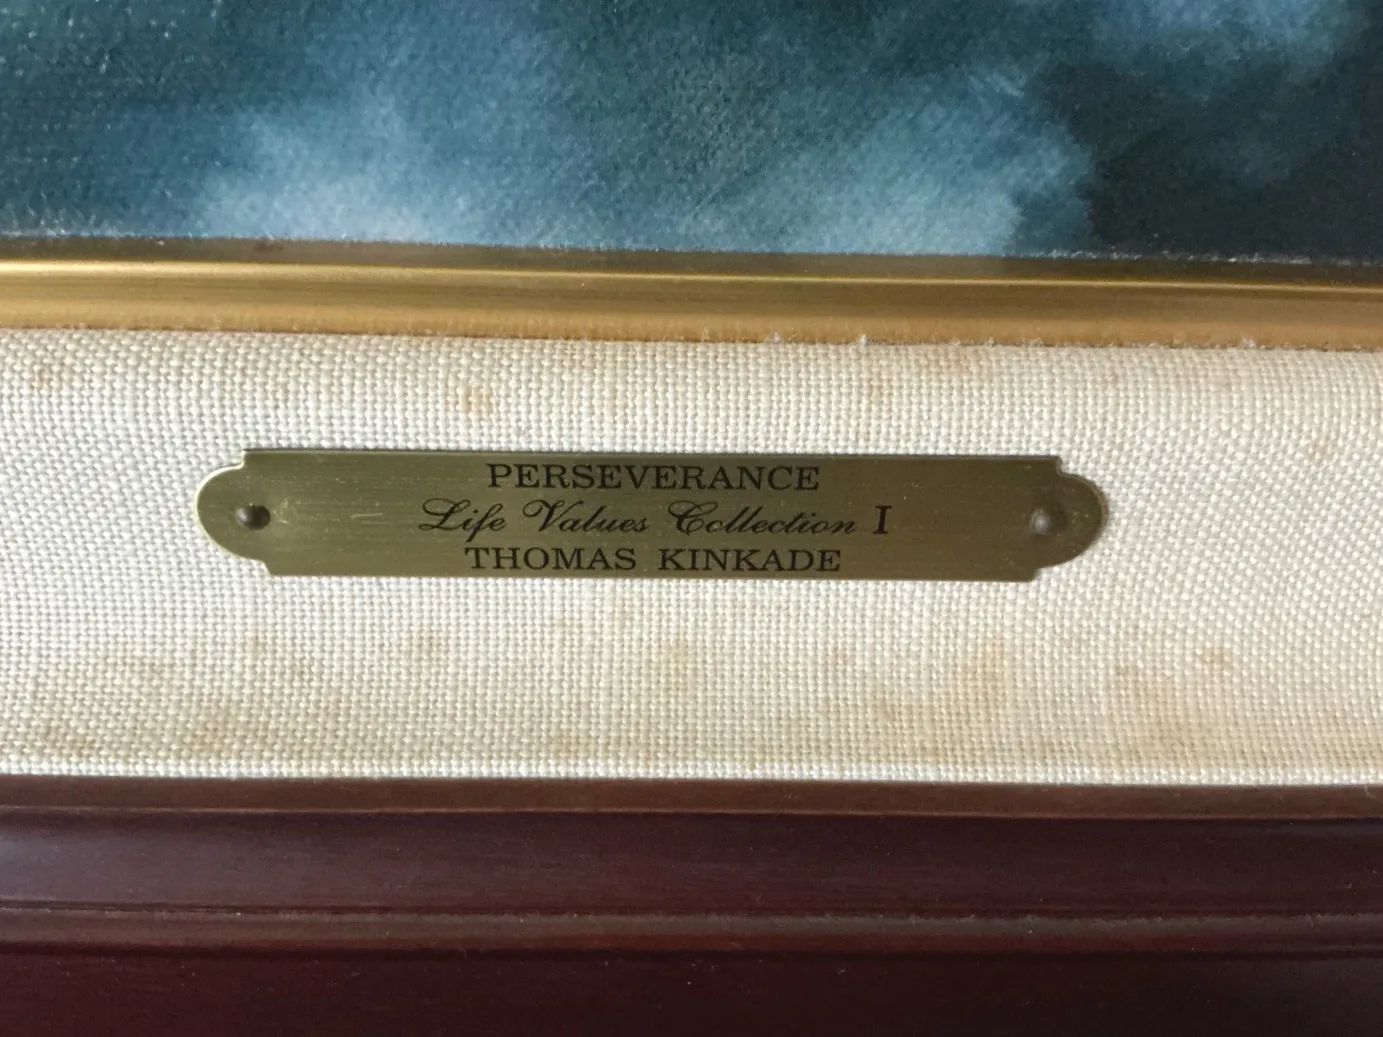 PERSEVERANCE
Life Values Collection I
THOMAS KINKADE